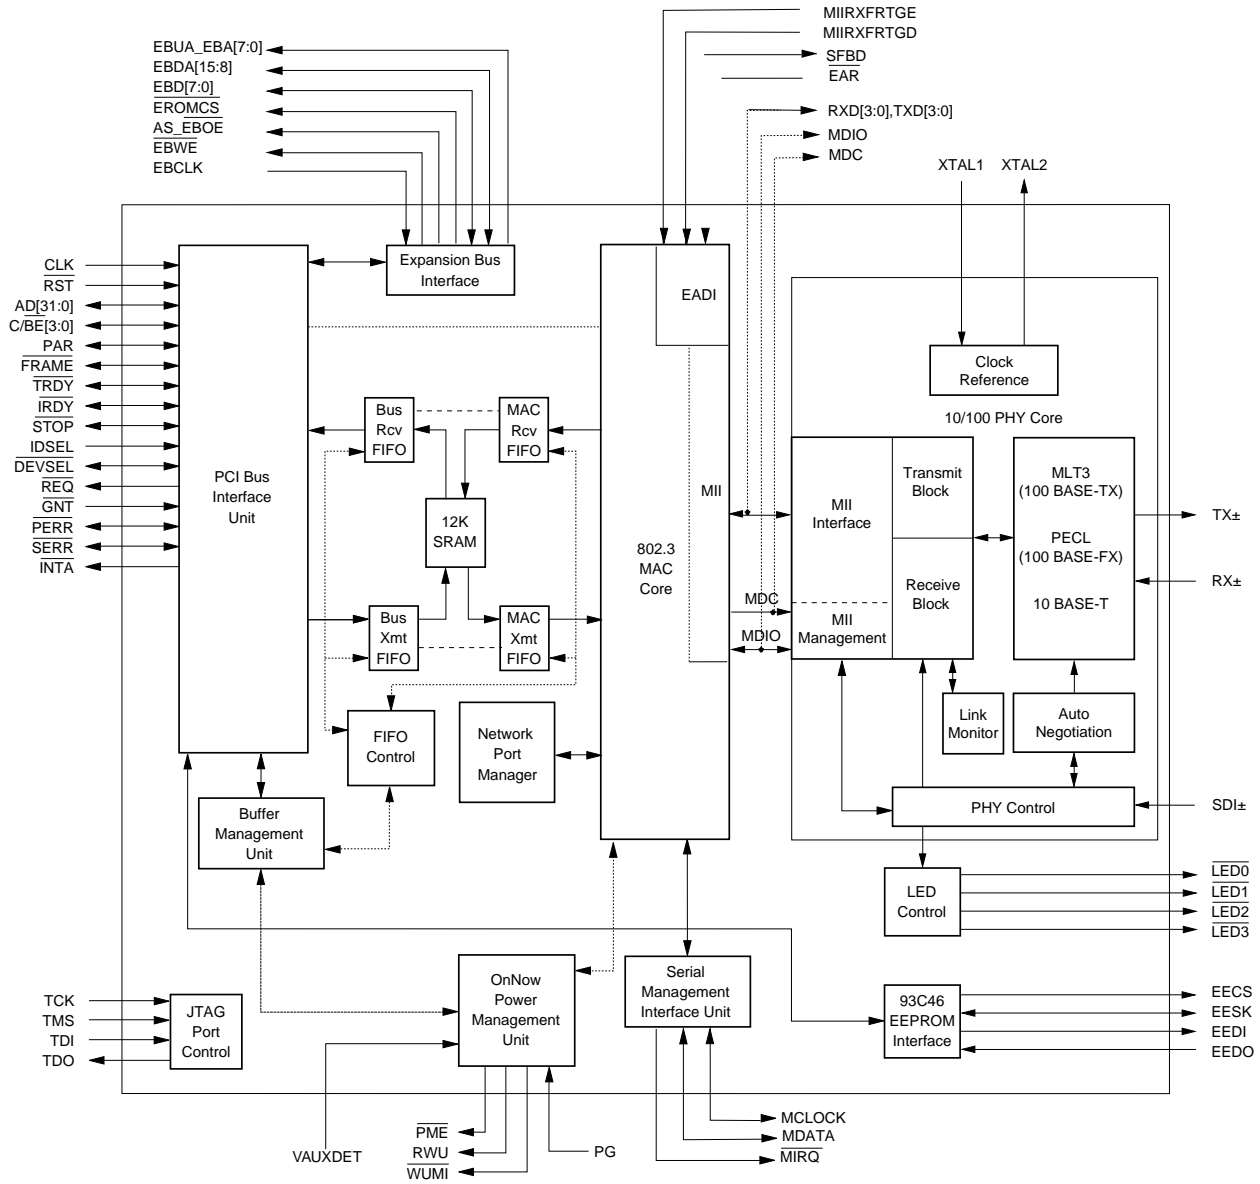 MIIRXFRTGE
MIIRXFRTGD
SFBD
EAR
EBUA_EBA[7:0]
EBDA[15:8]
EBD[7:0]
EROMCS
AS_EBOE
EBWE
EBCLK
RXD[3:0],TXD[3:0]
MDIO
MDC
XTAL1
XTAL2
CLK
RST
AD[31:0]
C/BE[3:0]
PAR
FRAME
TRDY
IRDY
STOP
IDSEL
DEVSEL
REQ
GNT
PERR
SERR
INTA
PCI Bus
Interface
Unit
Expansion Bus
Interface
EADI
Clock
Reference
10/100 PHY Core
Bus
Rcv
FIFO
MAC
Rcv
FIFO
12K
SRAM
Bus
Xmt
FIFO
MAC
Xmt
FIFO
FIFO
Control
Network
Port
Manager
802.3
MAC
Core
MII
MDC
MDIO
MII
Interface
MII
Management
Transmit
Block
Receive
Block
MLT3
(100 BASE-TX)
PECL
(100 BASE-FX)
10 BASE-T
TX±
RX±
Link
Monitor
Auto
Negotiation
PHY Control
SDI±
Buffer
Management
Unit
LED
Control
LED0
LED1
LED2
LED3
OnNow
Power
Management
Unit
Serial
Management
Interface Unit
93C46
EEPROM
Interface
EECS
EESK
EEDI
EEDO
TCK
TMS
TDI
TDO
JTAG
Port
Control
VAUXDET
PME
RWU
WUMI
PG
MCLOCK
MDATA
MIRQ